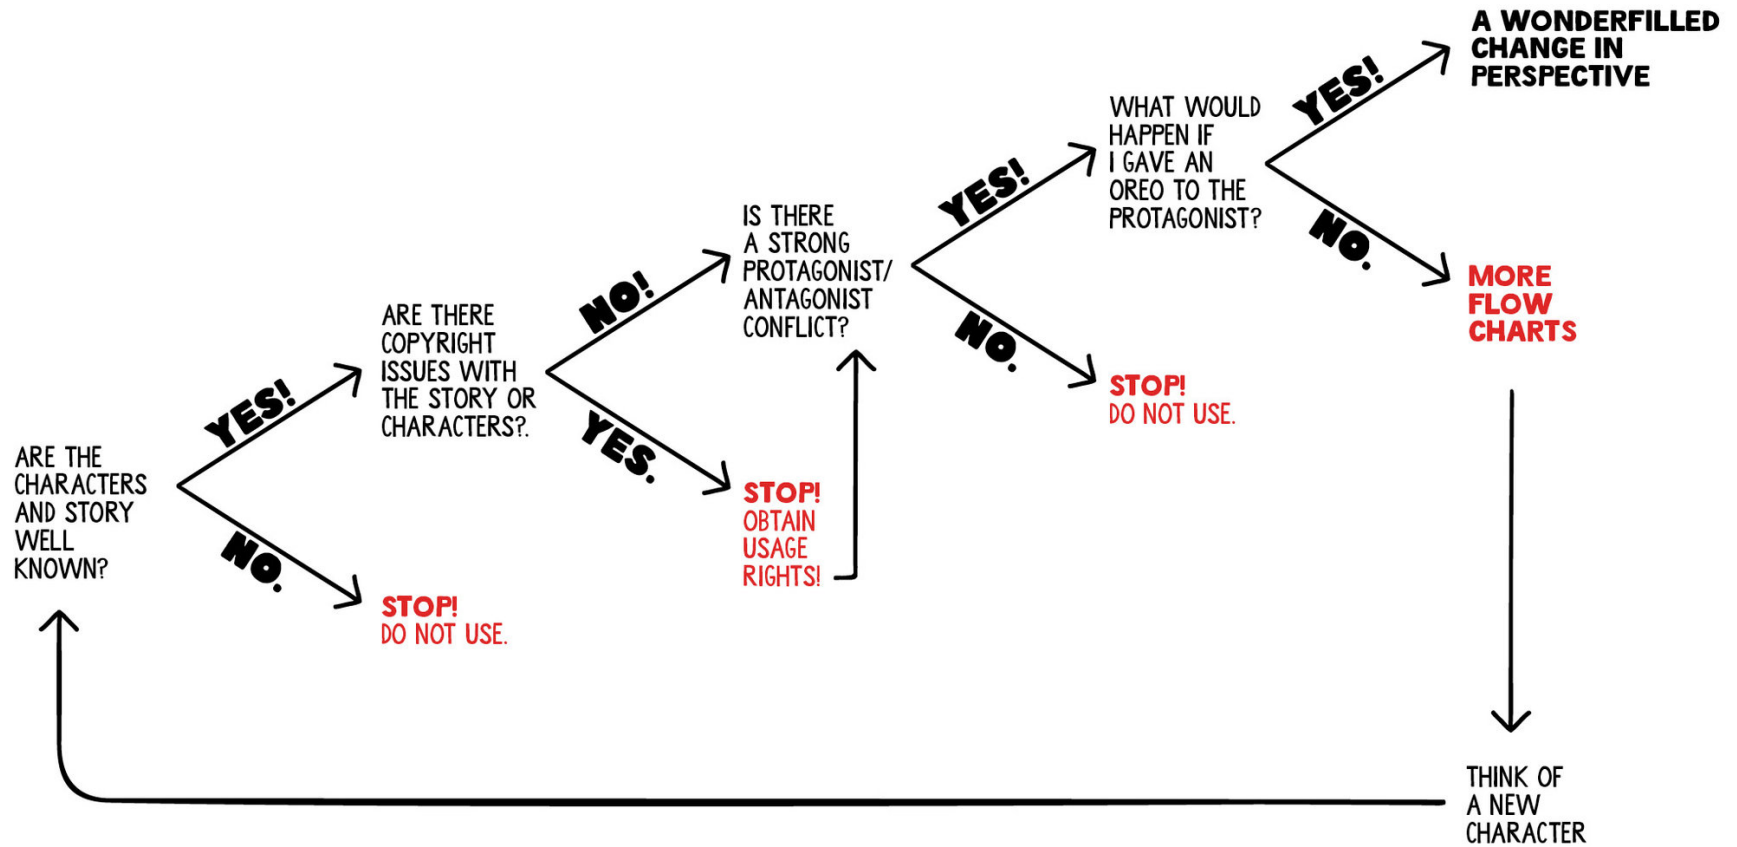 ARE THE
CHARACTERS
AND STORY
WELL
KNOWN?
YES!
NO.
STOP!
DO NOT USE.
ARE THERE
COPYRIGHT
ISSUES WITH
THE STORY OR
CHARACTERS?.
NO!
YES.
STOP!
OBTAIN
USAGE
RIGHTS!
IS THERE
A STRONG
PROTAGONIST/
ANTAGONIST
CONFLICT?
YES!
NO.
STOP!
DO NOT USE.
WHAT WOULD
HAPPEN IF
I GAVE AN
OREO TO THE
PROTAGONIST?
YES!
NO.
A WONDERFILLED
CHANGE IN
PERSPECTIVE
MORE
FLOW
CHARTS
THINK OF
A NEW
CHARACTER